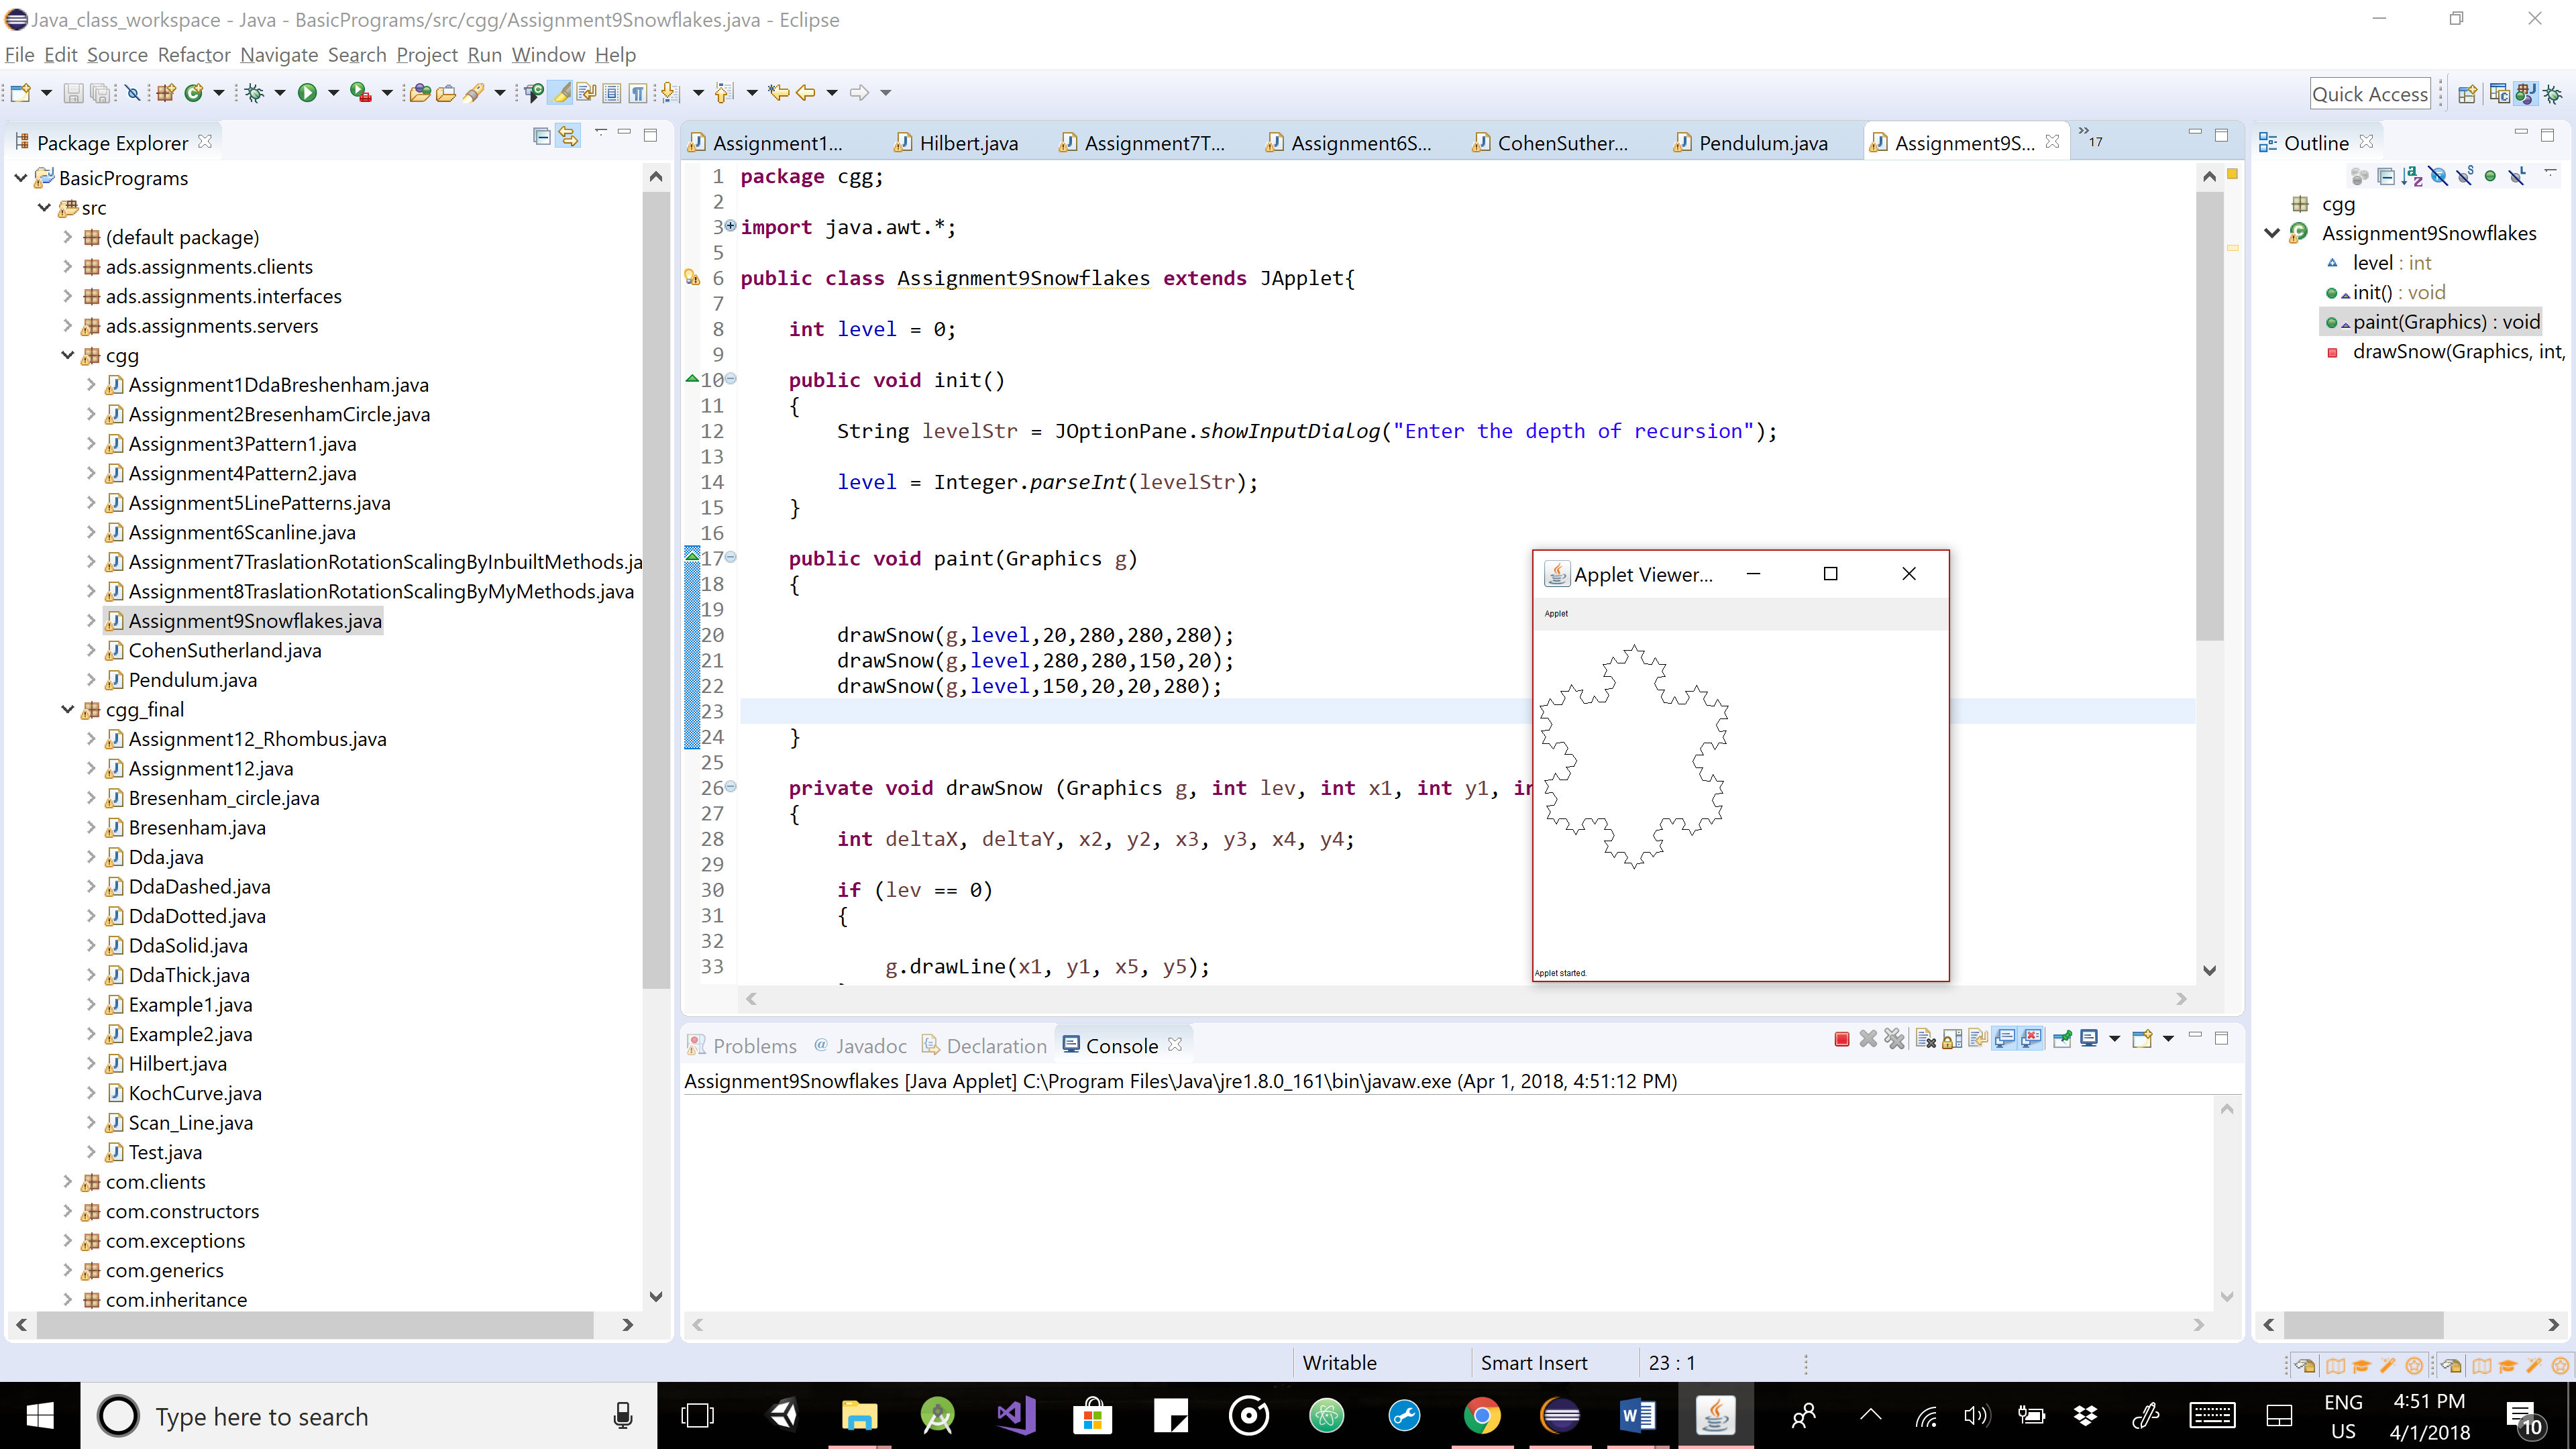 Java_class_workspace - Java - BasicPrograms/src/cgg/Assignment9Snowflakes.java - Eclipse
File Edit Source Refactor Navigate Search Project Run Window Help
Quick Access
Package Explorer
BasicPrograms
src
(default package)
ads.assignments.clients
ads.assignments.interfaces
ads.assignments.servers
cgg
Assignment1DdaBreshenham.java
Assignment2BresenhamCircle.java
Assignment3Pattern1.java
Assignment4Pattern2.java
Assignment5LinePatterns.java
Assignment6Scanline.java
Assignment7TraslationRotationScalingByInbuiltMethods.ja
Assignment8TraslationRotationScalingByMyMethods.java
Assignment9Snowflakes.java
CohenSutherland.java
Pendulum.java
cgg_final
Assignment12_Rhombus.java
Assignment12.java
Bresenham_circle.java
Bresenham.java
Dda.java
DdaDashed.java
DdaDotted.java
DdaSolid.java
DdaThick.java
Example1.java
Example2.java
Hilbert.java
KochCurve.java
Scan_Line.java
Test.java
com.clients
com.constructors
com.exceptions
com.generics
com.inheritance
Assignment1... Hilbert.java Assignment7T... Assignment6S... CohenSuther... Pendulum.java Assignment9S... »17
1 package cgg;
2
3 import java.awt.*;
5
6 public class Assignment9Snowflakes extends JApplet{
7
8 int level = 0;
9
10 public void init()
11 {
12 String levelStr = JOptionPane.showInputDialog("Enter the depth of recursion");
13
14 level = Integer.parseInt(levelStr);
15 }
16
17 public void paint(Graphics g)
18 {
19
20 drawSnow(g,level,20,280,280,280);
21 drawSnow(g,level,280,280,150,20);
22 drawSnow(g,level,150,20,20,280);
23
24 }
25
26 private void drawSnow (Graphics g, int lev, int x1, int y1, in
27 {
28 int deltaX, deltaY, x2, y2, x3, y3, x4, y4;
29
30 if (lev == 0)
31 {
32
33 g.drawLine(x1, y1, x5, y5);
Applet Viewer...
Applet
Applet started.
Problems @ Javadoc Declaration Console
Assignment9Snowflakes [Java Applet] C:\Program Files\Java\jre1.8.0_161\bin\javaw.exe (Apr 1, 2018, 4:51:12 PM)
Outline
cgg
Assignment9Snowflakes
level : int
init() : void
paint(Graphics) : void
drawSnow(Graphics, int,
Writable Smart Insert 23 : 1
Type here to search
ENG
US
4:51 PM
4/1/2018
10